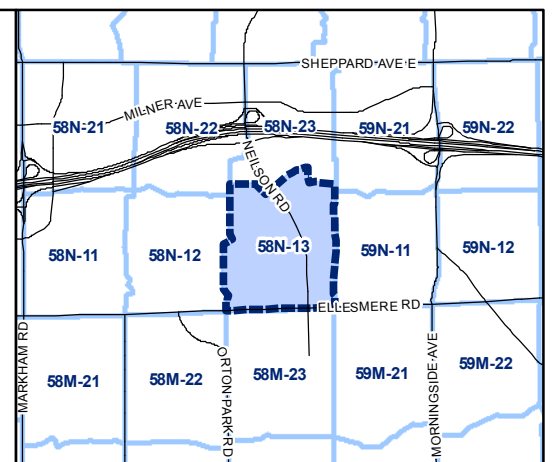 SHEPPARD AVE E
MILNER AVE
58N-21
58N-22
58N-23
59N-21
59N-22
NEILSON RD
58N-11
58N-12
58N-13
59N-11
59N-12
ELLESMERE RD
MARKHAM RD
ORTON PARK RD
MORNINGSIDE AVE
58M-21
58M-22
58M-23
59M-21
59M-22